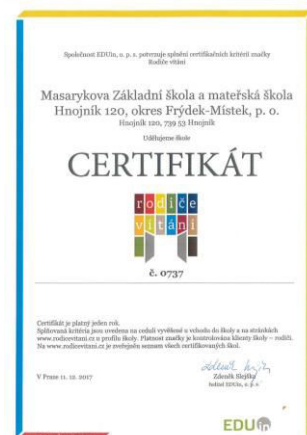 Společnost EDUin, o. p. s. potvrzuje splnění certifikačních kritérií značky
Rodiče vítáni
Masarykova Základní škola a mateřská škola
Hnojník 120, okres Frýdek-Místek, p. o.
Hnojník 120, 739 53 Hnojník
Udělujeme škole
CERTIFIKÁT
rodiče
vítáni
č. 0737
Certifikát je platný jeden rok.
Splňovaná kritéria jsou uvedena na ceduli vyvěšené u vchodu do školy a na stránkách
www.rodicevitani.cz u profilu školy. Platnost značky je kontrolována klienty školy – rodiči.
Na www.rodicevitani.cz je zveřejněn seznam všech certifikovaných škol.
V Praze 11. 12. 2017
Zdeněk Slejška
ředitel EDUin, o. p. s.
EDUin